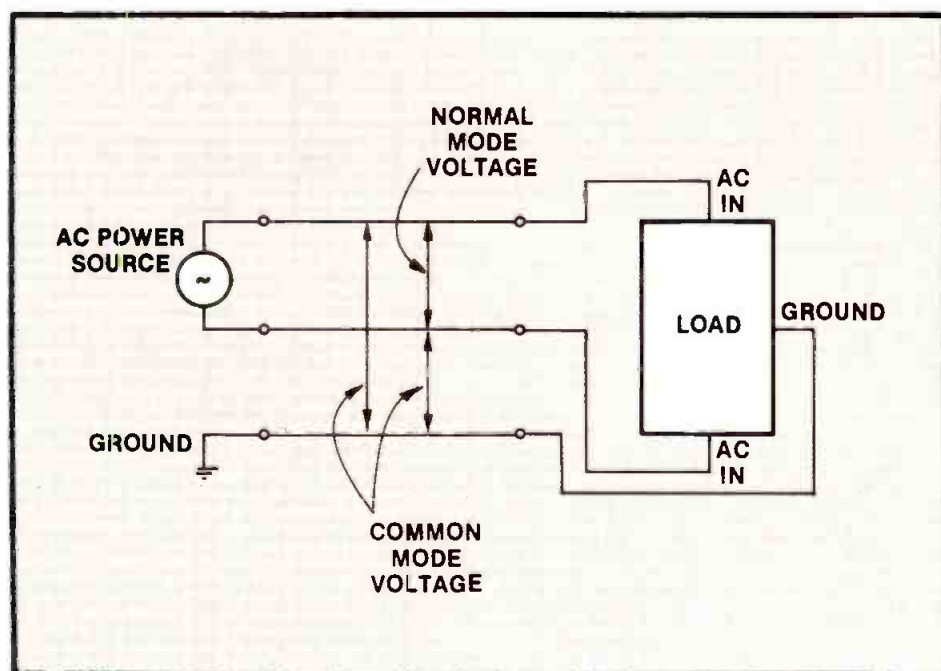 NORMAL
MODE
VOLTAGE
AC
IN
AC POWER
SOURCE
~
GROUND
LOAD
GROUND
AC
IN
COMMON
MODE
VOLTAGE